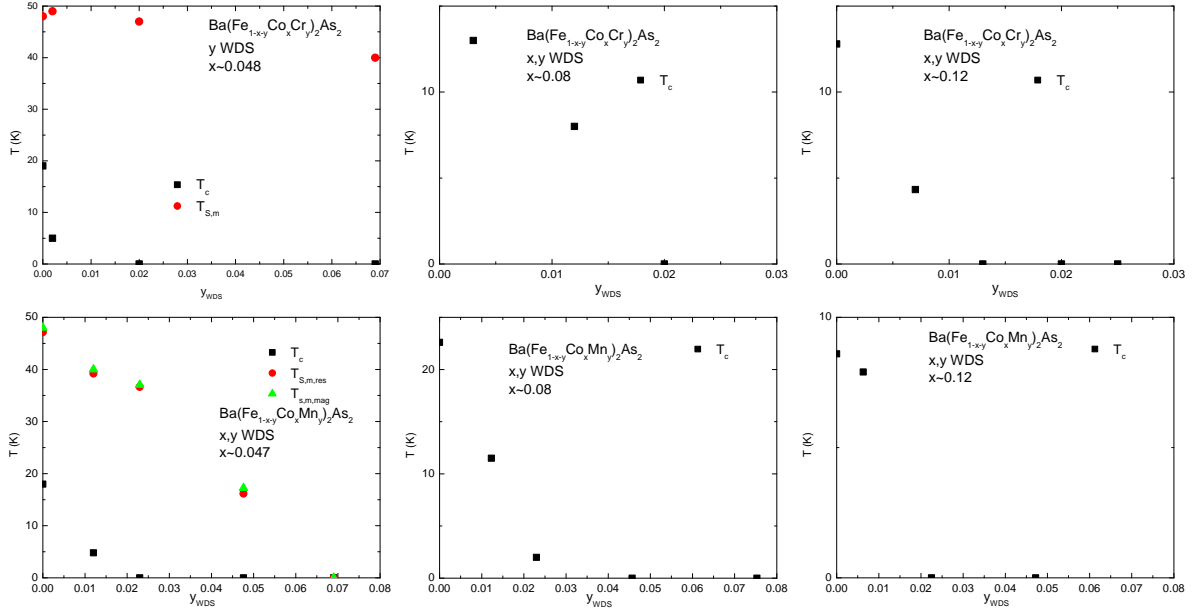 50
40
30
20
10
0
T (K)
Ba(Fe1-x-yCoxCry)2As2
y WDS
x~0.048
Tc
TS,m
0.00 0.01 0.02 0.03 0.04 0.05 0.06 0.07
yWDS
10
0
T (K)
Ba(Fe1-x-yCoxCry)2As2
x,y WDS
x~0.08
Tc
0.00 0.01 0.02 0.03
yWDS
10
0
T (K)
Ba(Fe1-x-yCoxCry)2As2
x,y WDS
x~0.12
Tc
0.00 0.01 0.02 0.03
yWDS
50
40
30
20
10
0
T (K)
Tc
TS,m,res
Ts,m,mag
Ba(Fe1-x-yCoxMny)2As2
x,y WDS
x~0.047
0.00 0.01 0.02 0.03 0.04 0.05 0.06 0.07 0.08
yWDS
20
10
0
T (K)
Ba(Fe1-x-yCoxMny)2As2
x,y WDS
x~0.08
Tc
0.00 0.01 0.02 0.03 0.04 0.05 0.06 0.07 0.08
yWDS
10
0
T (K)
Ba(Fe1-x-yCoxMny)2As2
x,y WDS
x~0.12
Tc
0.00 0.01 0.02 0.03 0.04 0.05 0.06 0.07 0.08
yWDS